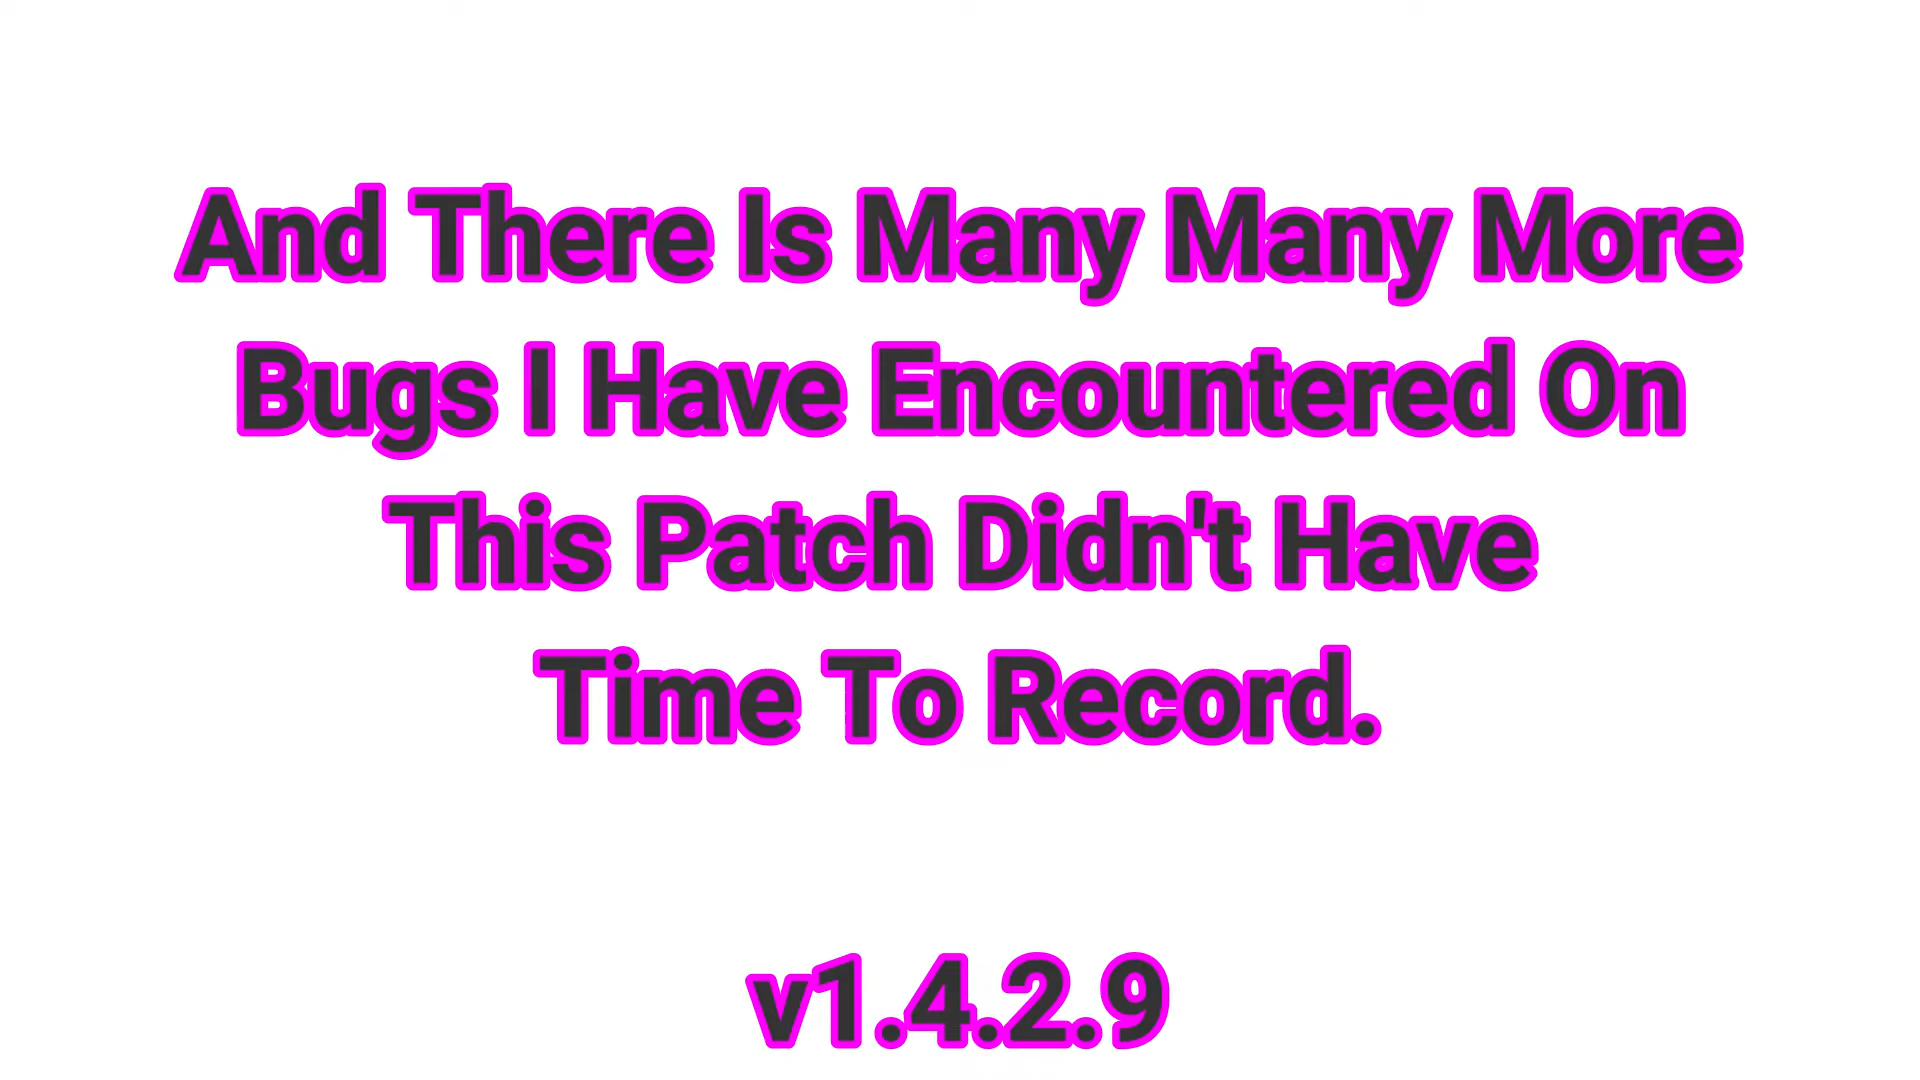 And There Is Many Many More
Bugs I Have Encountered On
This Patch Didn't Have
Time To Record.
v1.4.2.9